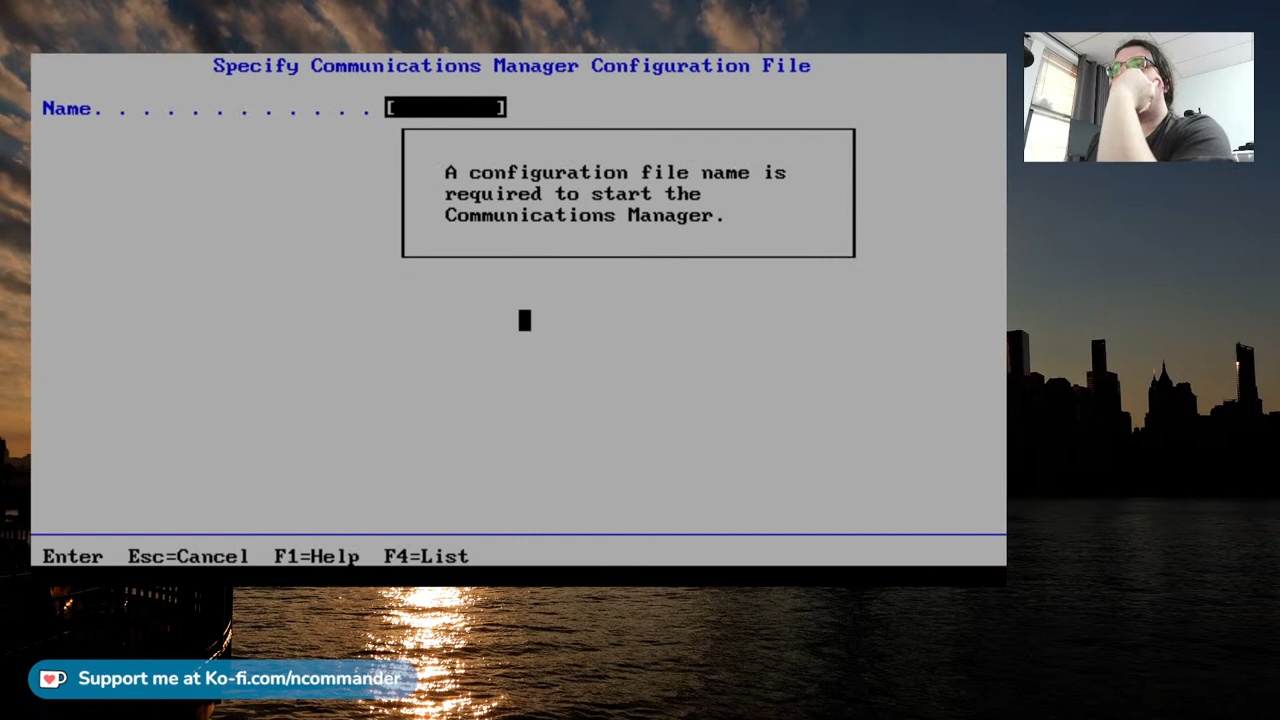 Specify Communications Manager Configuration File
Name. . . . . . . . . . . . [ ]
A configuration file name is
required to start the
Communications Manager.
Enter Esc=Cancel F1=Help F4=List
Support me at Ko-fi.com/ncommander